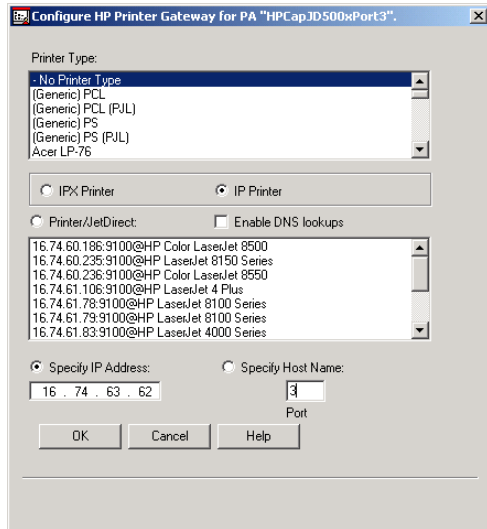 Configure HP Printer Gateway for PA "HPCapJD500xPort3".
Printer Type:
- No Printer Type
(Generic) PCL
(Generic) PCL (PJL)
(Generic) PS
(Generic) PS (PJL)
Acer LP-76
IPX Printer IP Printer
Printer/JetDirect: Enable DNS lookups
16.74.60.186:9100@HP Color LaserJet 8500
16.74.60.235:9100@HP LaserJet 8150 Series
16.74.60.236:9100@HP Color LaserJet 8550
16.74.61.106:9100@HP LaserJet 4 Plus
16.74.61.78:9100@HP LaserJet 8100 Series
16.74.61.79:9100@HP LaserJet 8100 Series
16.74.61.83:9100@HP LaserJet 4000 Series
Specify IP Address: Specify Host Name:
16 . 74 . 63 . 62 3
Port
OK Cancel Help